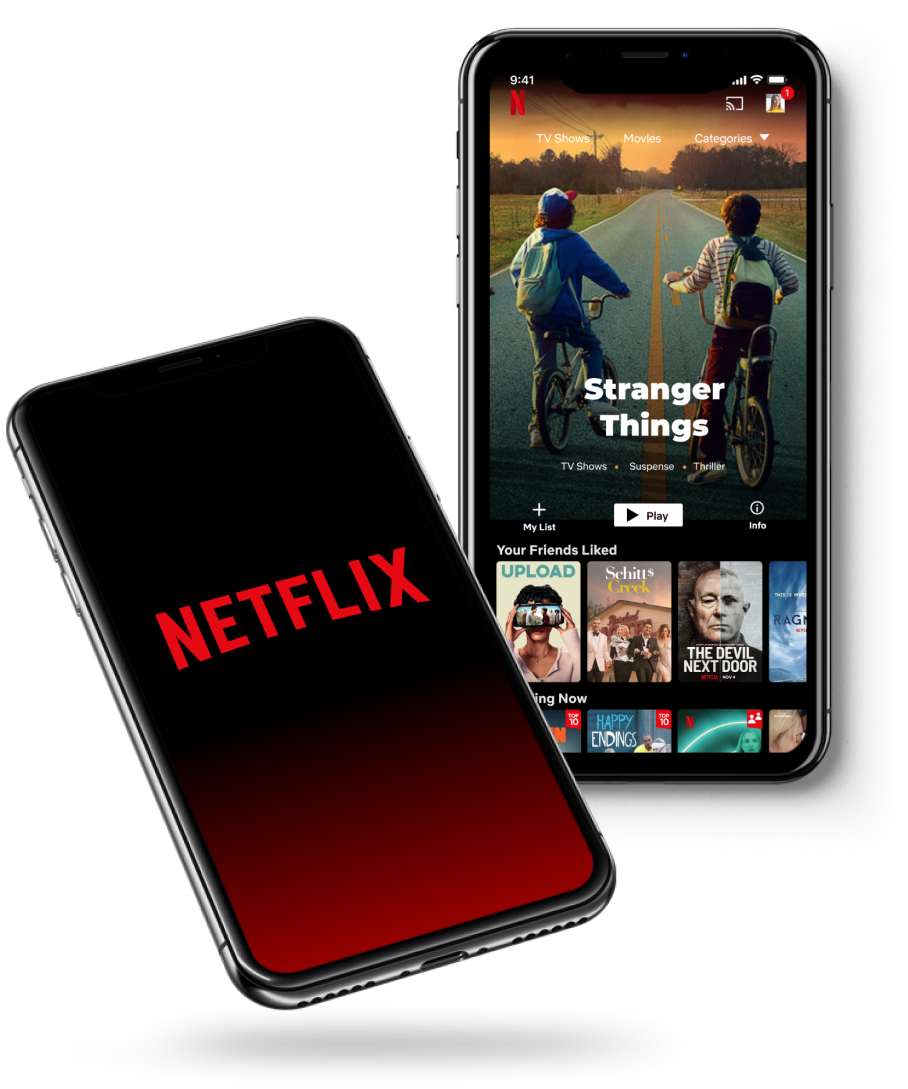 9:41
N
1
TV Shows
Movies
Categories
Stranger
Things
TV Shows • Suspense • Thriller
My List
Play
Info
Your Friends Liked
UPLOAD
Schitt's
Creek
THE DEVIL
NEXT DOOR
NETFLIX NOV 4
RAGN
ing Now
TOP
10
HAPPY
ENDINGS
TOP
10
N
NETFLIX